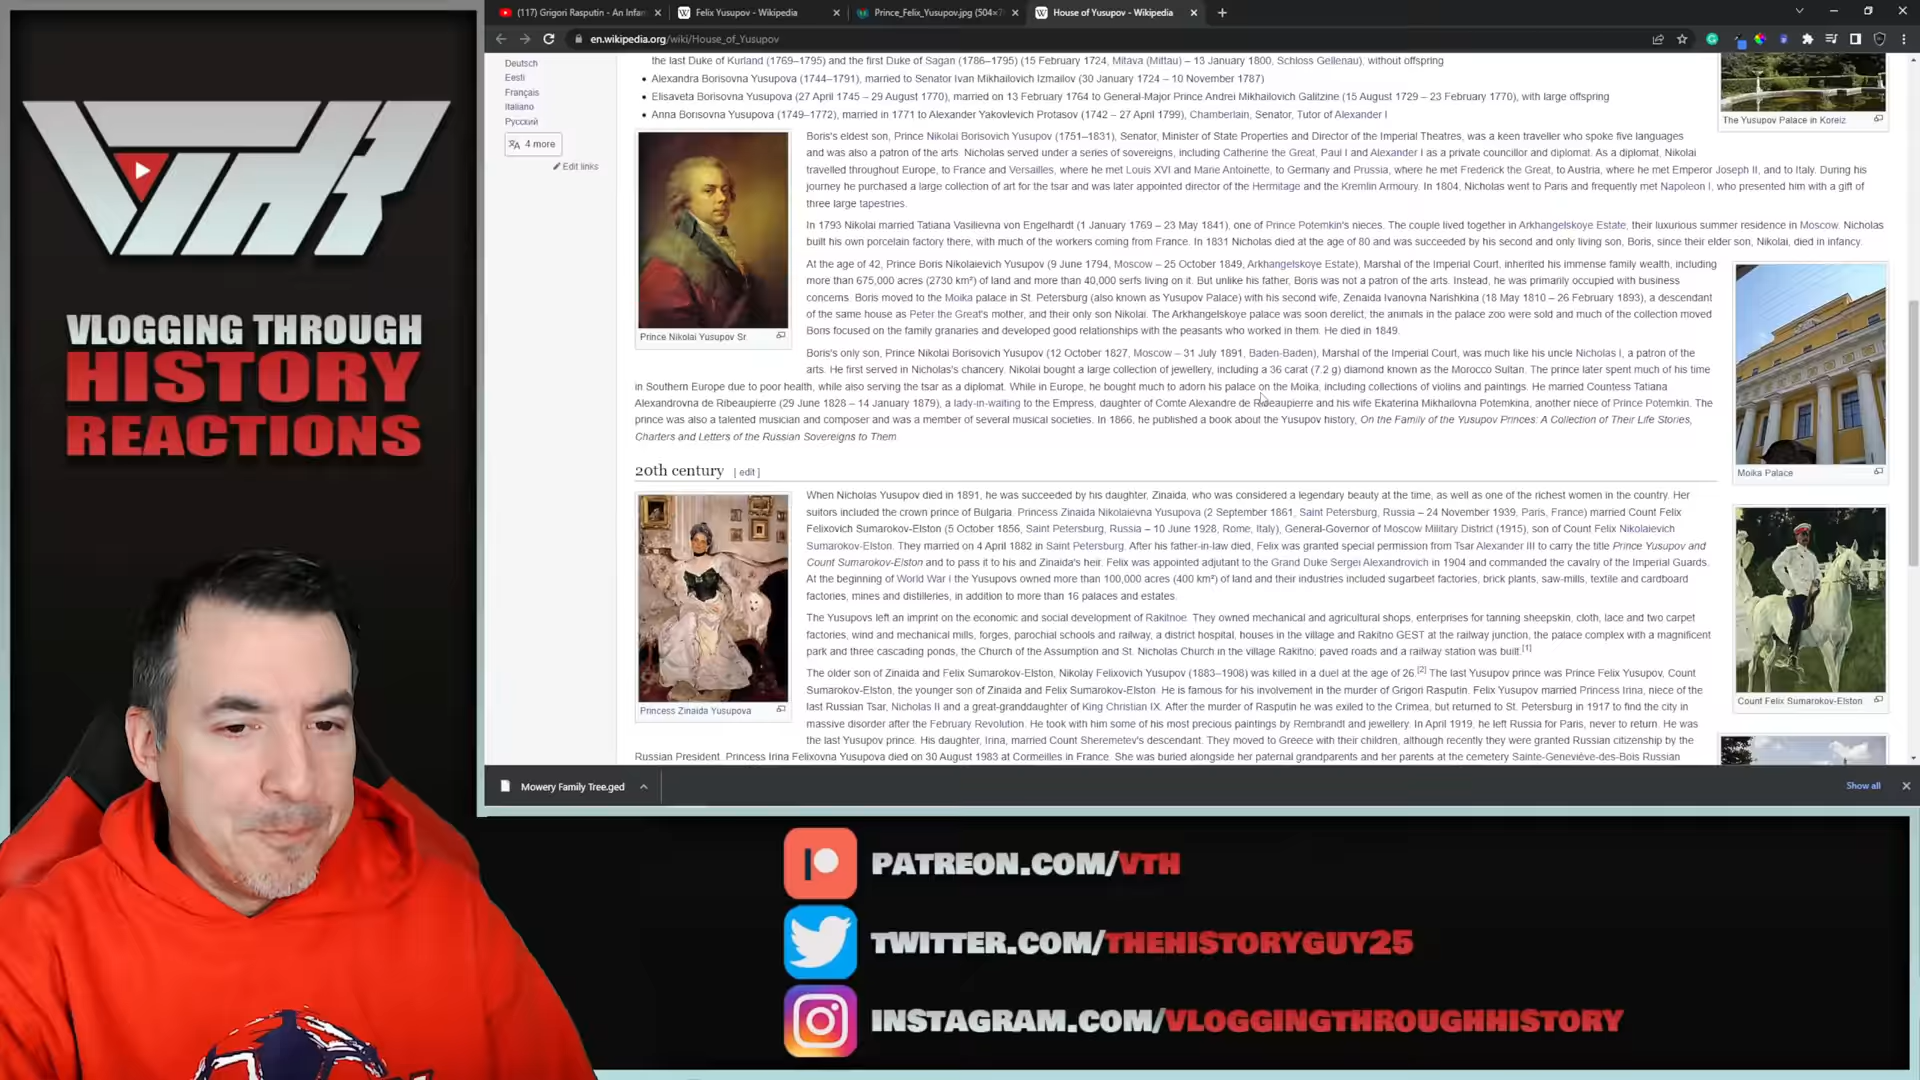 (117) Grigori Rasputin - An Infam
Felix Yusupov - Wikipedia
Prince_Felix_Yusupov.jpg (504×7
House of Yusupov - Wikipedia
en.wikipedia.org/wiki/House_of_Yusupov
Deutsch
Eesti
Français
Italiano
Русский
4 more
Edit links
the last Duke of Kurland (1769–1795) and the first Duke of Sagan (1786–1795) (15 February 1724, Mitava (Mittau) – 13 January 1800, Schloss Gellenau), without offspring
• Alexandra Borisovna Yusupova (1744–1791), married to Senator Ivan Mikhailovich Izmailov (30 January 1724 – 10 November 1787)
• Elisaveta Borisovna Yusupova (27 April 1745 – 29 August 1770), married on 13 February 1764 to General-Major Prince Andrei Mikhailovich Galitzine (15 August 1729 – 23 February 1770), with large offspring
• Anna Borisovna Yusupova (1749–1772), married in 1771 to Alexander Yakovlevich Protasov (1742 – 27 April 1799), Chamberlain, Senator, Tutor of Alexander I
The Yusupov Palace in Koreiz
Boris's eldest son, Prince Nikolai Borisovich Yusupov (1751–1831), Senator, Minister of State Properties and Director of the Imperial Theatres, was a keen traveller who spoke five languages
and was also a patron of the arts. Nicholas served under a series of sovereigns, including Catherine the Great, Paul I and Alexander I as a private councillor and diplomat. As a diplomat, Nikolai
travelled throughout Europe, to France and Versailles, where he met Louis XVI and Marie Antoinette, to Germany and Prussia, where he met Frederick the Great, to Austria, where he met Emperor Joseph II, and to Italy. During his
journey he purchased a large collection of art for the tsar and was later appointed director of the Hermitage and the Kremlin Armoury. In 1804, Nicholas went to Paris and frequently met Napoleon I, who presented him with a gift of
three large tapestries.
In 1793 Nikolai married Tatiana Vasilievna von Engelhardt (1 January 1769 – 23 May 1841), one of Prince Potemkin's nieces. The couple lived together in Arkhangelskoye Estate, their luxurious summer residence in Moscow. Nicholas
built his own porcelain factory there, with much of the workers coming from France. In 1831 Nicholas died at the age of 80 and was succeeded by his second and only living son, Boris, since their elder son, Nikolai, died in infancy.
At the age of 42, Prince Boris Nikolaievich Yusupov (9 June 1794, Moscow – 25 October 1849, Arkhangelskoye Estate), Marshal of the Imperial Court, inherited his immense family wealth, including
more than 675,000 acres (2730 km²) of land and more than 40,000 serfs living on it. But unlike his father, Boris was not a patron of the arts. Instead, he was primarily occupied with business
concerns. Boris moved to the Moika palace in St. Petersburg (also known as Yusupov Palace) with his second wife, Zenaida Ivanovna Narishkina (18 May 1810 – 26 February 1893), a descendant
of the same house as Peter the Great's mother, and their only son Nikolai. The Arkhangelskoye palace was soon derelict; the animals in the palace zoo were sold and much of the collection moved
Boris focused on the family granaries and developed good relationships with the peasants who worked in them. He died in 1849.
Prince Nikolai Yusupov Sr.
Boris's only son, Prince Nikolai Borisovich Yusupov (12 October 1827, Moscow – 31 July 1891, Baden-Baden), Marshal of the Imperial Court, was much like his uncle Nicholas I, a patron of the
arts. He first served in Nicholas's chancery. Nikolai bought a large collection of jewellery, including a 36 carat (7.2 g) diamond known as the Morocco Sultan. The prince later spent much of his time
in Southern Europe due to poor health, while also serving the tsar as a diplomat. While in Europe, he bought much to adorn his palace on the Moika, including collections of violins and paintings. He married Countess Tatiana
Alexandrovna de Ribeaupierre (29 June 1828 – 14 January 1879), a lady-in-waiting to the Empress, daughter of Comte Alexandre de Ribeaupierre and his wife Ekaterina Mikhailovna Potemkina, another niece of Prince Potemkin. The
prince was also a talented musician and composer and was a member of several musical societies. In 1866, he published a book about the Yusupov history, On the Family of the Yusupov Princes: A Collection of Their Life Stories,
Charters and Letters of the Russian Sovereigns to Them
Moika Palace
20th century [ edit ]
When Nicholas Yusupov died in 1891, he was succeeded by his daughter, Zinaida, who was considered a legendary beauty at the time, as well as one of the richest women in the country. Her
suitors included the crown prince of Bulgaria. Princess Zinaida Nikolaievna Yusupova (2 September 1861, Saint Petersburg, Russia – 24 November 1939, Paris, France) married Count Felix
Felixovich Sumarokov-Elston (5 October 1856, Saint Petersburg, Russia – 10 June 1928, Rome, Italy), General-Governor of Moscow Military District (1915), son of Count Felix Nikolaievich
Sumarokov-Elston. They married on 4 April 1882 in Saint Petersburg. After his father-in-law died, Felix was granted special permission from Tsar Alexander III to carry the title Prince Yusupov and
Count Sumarokov-Elston and to pass it to his and Zinaida's heir. Felix was appointed adjutant to the Grand Duke Sergei Alexandrovich in 1904 and commanded the cavalry of the Imperial Guards.
At the beginning of World War I the Yusupovs owned more than 100,000 acres (400 km²) of land and their industries included sugarbeet factories, brick plants, saw-mills, textile and cardboard
factories, mines and distilleries, in addition to more than 16 palaces and estates.
The Yusupovs left an imprint on the economic and social development of Rakitnoe. They owned mechanical and agricultural shops, enterprises for tanning sheepskin, cloth, lace and two carpet
factories, wind and mechanical mills, forges, parochial schools and railway, a district hospital, houses in the village and Rakitno GEST at the railway junction, the palace complex with a magnificent
park and three cascading ponds, the Church of the Assumption and St. Nicholas Church in the village Rakitno; paved roads and a railway station was built.[1]
The older son of Zinaida and Felix Sumarokov-Elston, Nikolay Felixovich Yusupov (1883–1908) was killed in a duel at the age of 26.[2] The last Yusupov prince was Prince Felix Yusupov, Count
Sumarokov-Elston, the younger son of Zinaida and Felix Sumarokov-Elston. He is famous for his involvement in the murder of Grigori Rasputin. Felix Yusupov married Princess Irina, niece of the
last Russian Tsar, Nicholas II and a great-granddaughter of King Christian IX. After the murder of Rasputin he was exiled to the Crimea, but returned to St. Petersburg in 1917 to find the city in
massive disorder after the February Revolution. He took with him some of his most precious paintings by Rembrandt and jewellery. In April 1919, he left Russia for Paris, never to return. He was
the last Yusupov prince. His daughter, Irina, married Count Sheremetev's descendant. They moved to Greece with their children, although recently they were granted Russian citizenship by the
Russian President. Princess Irina Felixovna Yusupova died on 30 August 1983 at Cormeilles in France. She was buried alongside her paternal grandparents and her parents at the cemetery Sainte-Geneviève-des-Bois Russian
Princess Zinaida Yusupova
Count Felix Sumarokov-Elston
Mowery Family Tree.ged
Show all
VTHR
VLOGGING THROUGH
HISTORY
REACTIONS
PATREON.COM/VTH
TWITTER.COM/THEHISTORYGUY25
INSTAGRAM.COM/VLOGGINGTHROUGHHISTORY